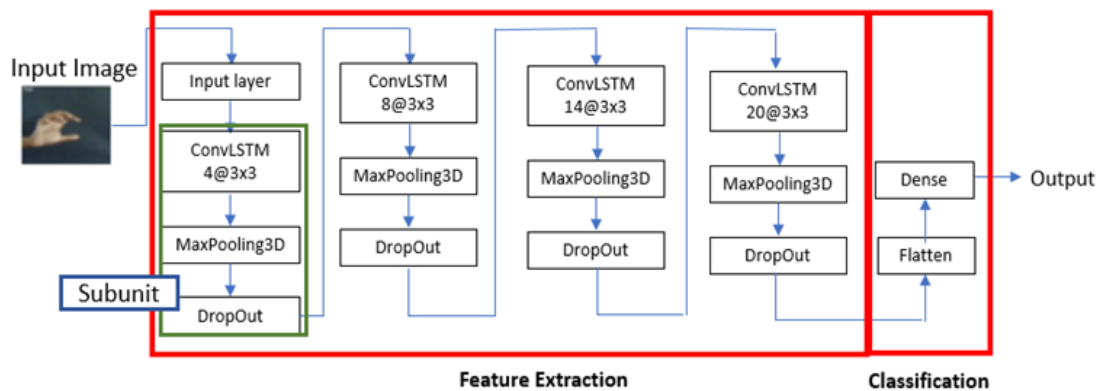 Input Image
Input layer
ConvLSTM
4@3x3
MaxPooling3D
DropOut
Subunit
ConvLSTM
8@3x3
MaxPooling3D
DropOut
ConvLSTM
14@3x3
MaxPooling3D
DropOut
ConvLSTM
20@3x3
MaxPooling3D
DropOut
Flatten
Dense
Output
Feature Extraction
Classification